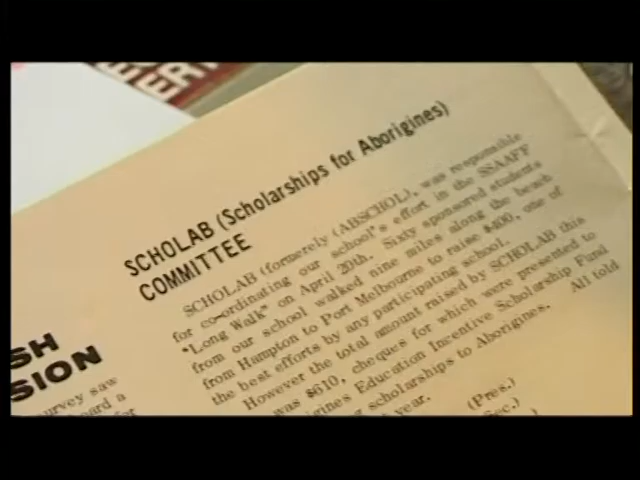 SCHOLAB (Scholarships for Aborigines)
COMMITTEE
SCHOLAB (formerely (ABSCHOL), was responsible
for co-ordinating our school's effort in the SSAAFF
"Long Walk" on April 20th. Sixty sponsored students
from our school walked nine miles along the beach
from Hampton to Port Melbourne to raise $400, one of
the best efforts by any participating school.
However the total amount raised by SCHOLAB this
was $610, cheques for which were presented to
Education Incentive Scholarship Fund
scholarships to Aborigines. All told
year.
(Pres.)
SH
SION
survey saw